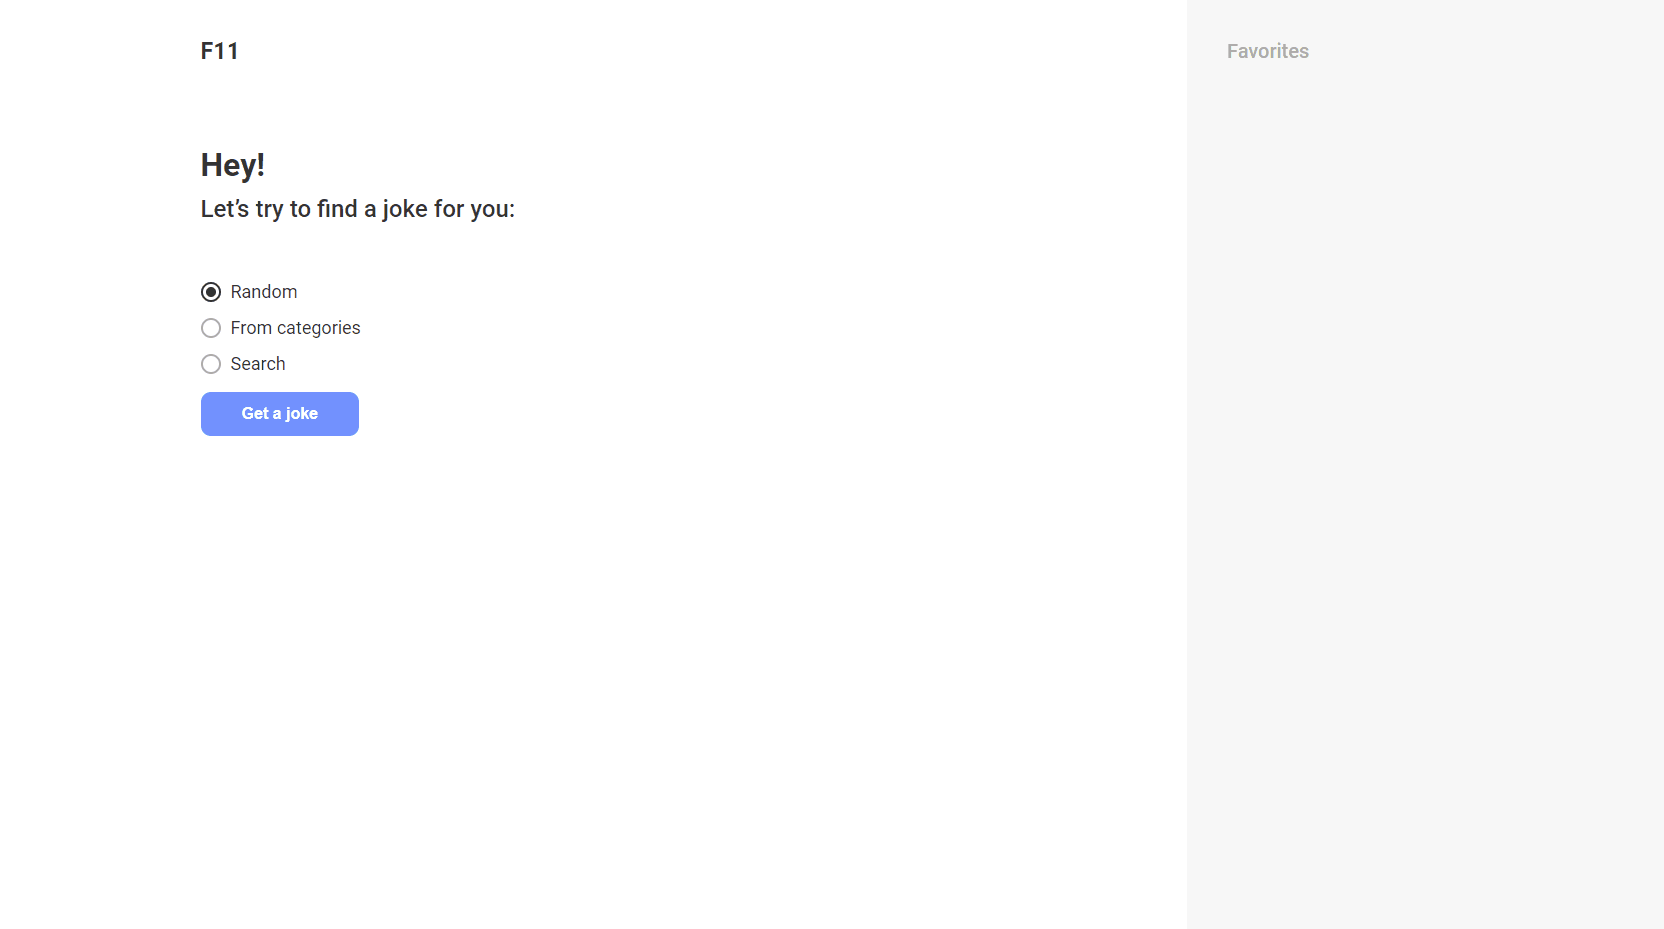 F11
Favorites
Hey!
Let’s try to find a joke for you:
Random
From categories
Search
Get a joke